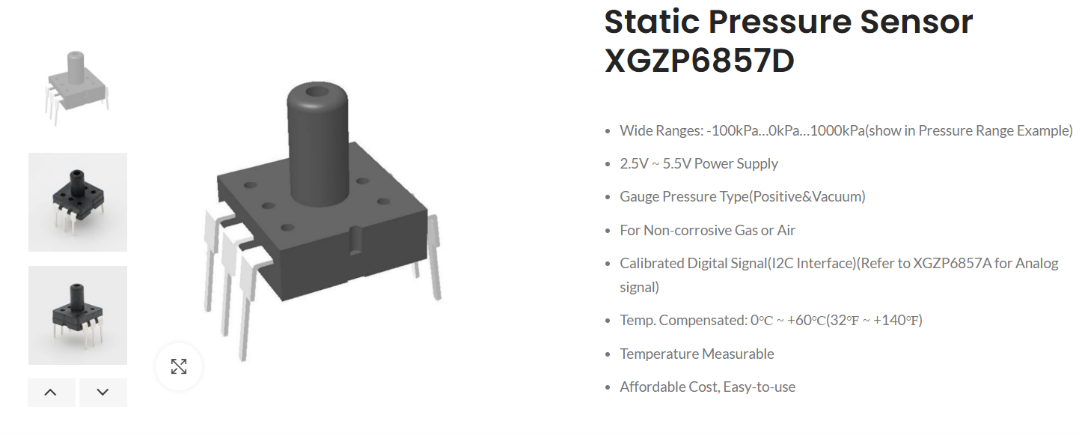 Static Pressure Sensor
XGZP6857D
• Wide Ranges: -100kPa…0kPa…1000kPa(show in Pressure Range Example)
• 2.5V ~ 5.5V Power Supply
• Gauge Pressure Type(Positive&Vacuum)
• For Non-corrosive Gas or Air
• Calibrated Digital Signal(I2C Interface)(Refer to XGZP6857A for Analog
signal)
• Temp. Compensated: 0℃ ~ +60℃(32℉ ~ +140℉)
• Temperature Measurable
• Affordable Cost, Easy-to-use